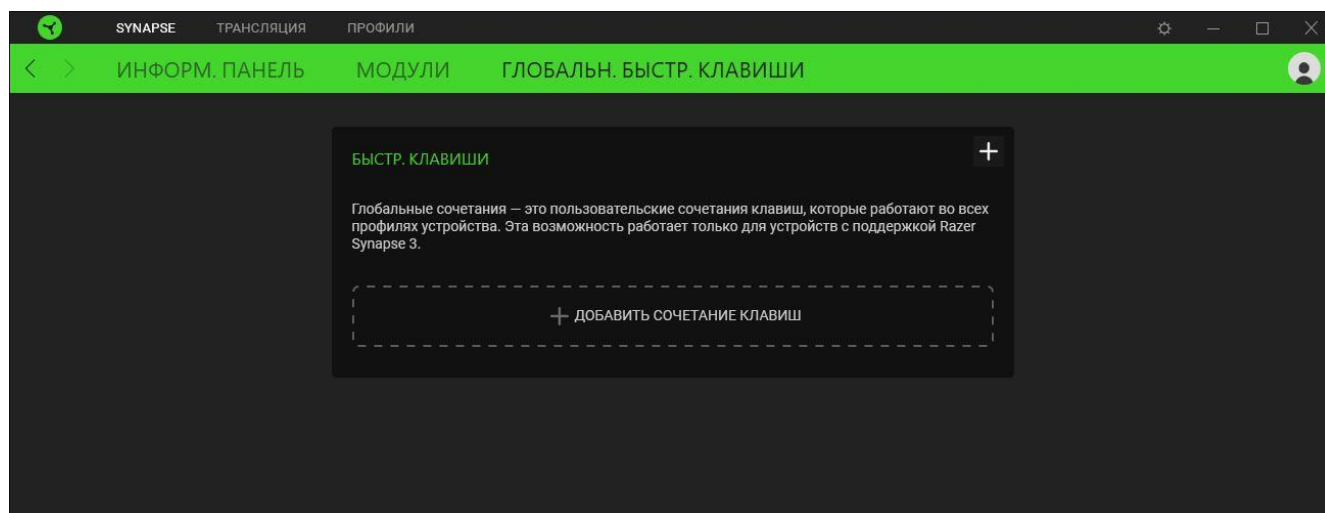 SYNAPSE ТРАНСЛЯЦИЯ ПРОФИЛИ
ИНФОРМ. ПАНЕЛЬ МОДУЛИ ГЛОБАЛЬН. БЫСТР. КЛАВИШИ
БЫСТР. КЛАВИШИ
Глобальные сочетания — это пользовательские сочетания клавиш, которые работают во всех
профилях устройства. Эта возможность работает только для устройств с поддержкой Razer
Synapse 3.
ДОБАВИТЬ СОЧЕТАНИЕ КЛАВИШ